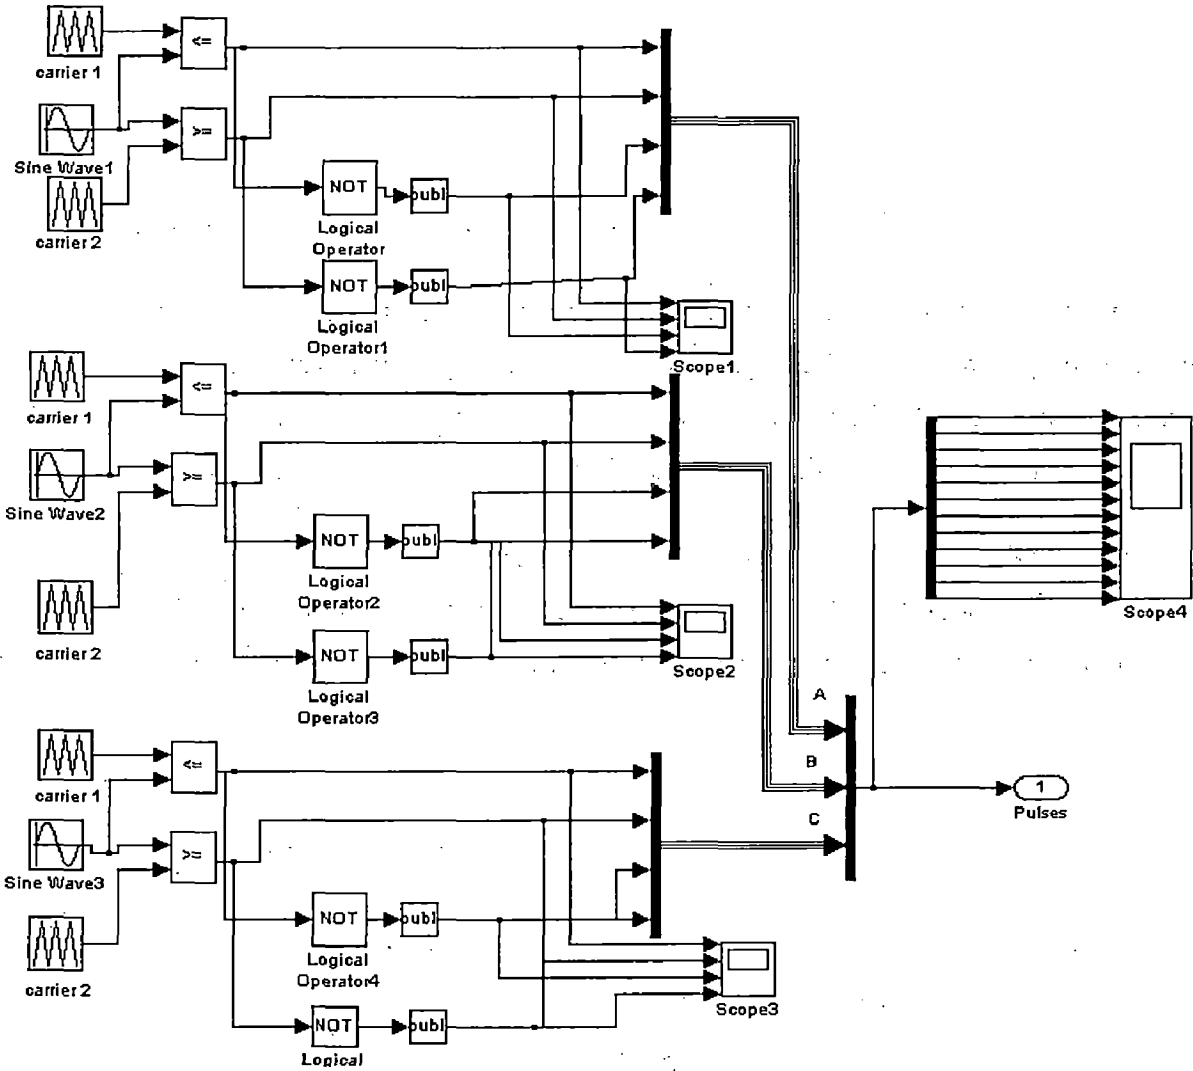 carrier 1
<=
Sine Wave1
>=
carrier 2
NOT
oubl
Logical
Operator
NOT
oubl
Logical
Operator1
Scope1
carrier 1
<=
Sine Wave2
>=
carrier 2
NOT
oubl
Logical
Operator2
NOT
oubl
Logical
Operator3
Scope2
carrier 1
<=
Sine Wave3
>=
carrier 2
NOT
oubl
Logical
Operator4
NOT
oubl
Logical
Scope3
A
B
C
Scope4
1
Pulses